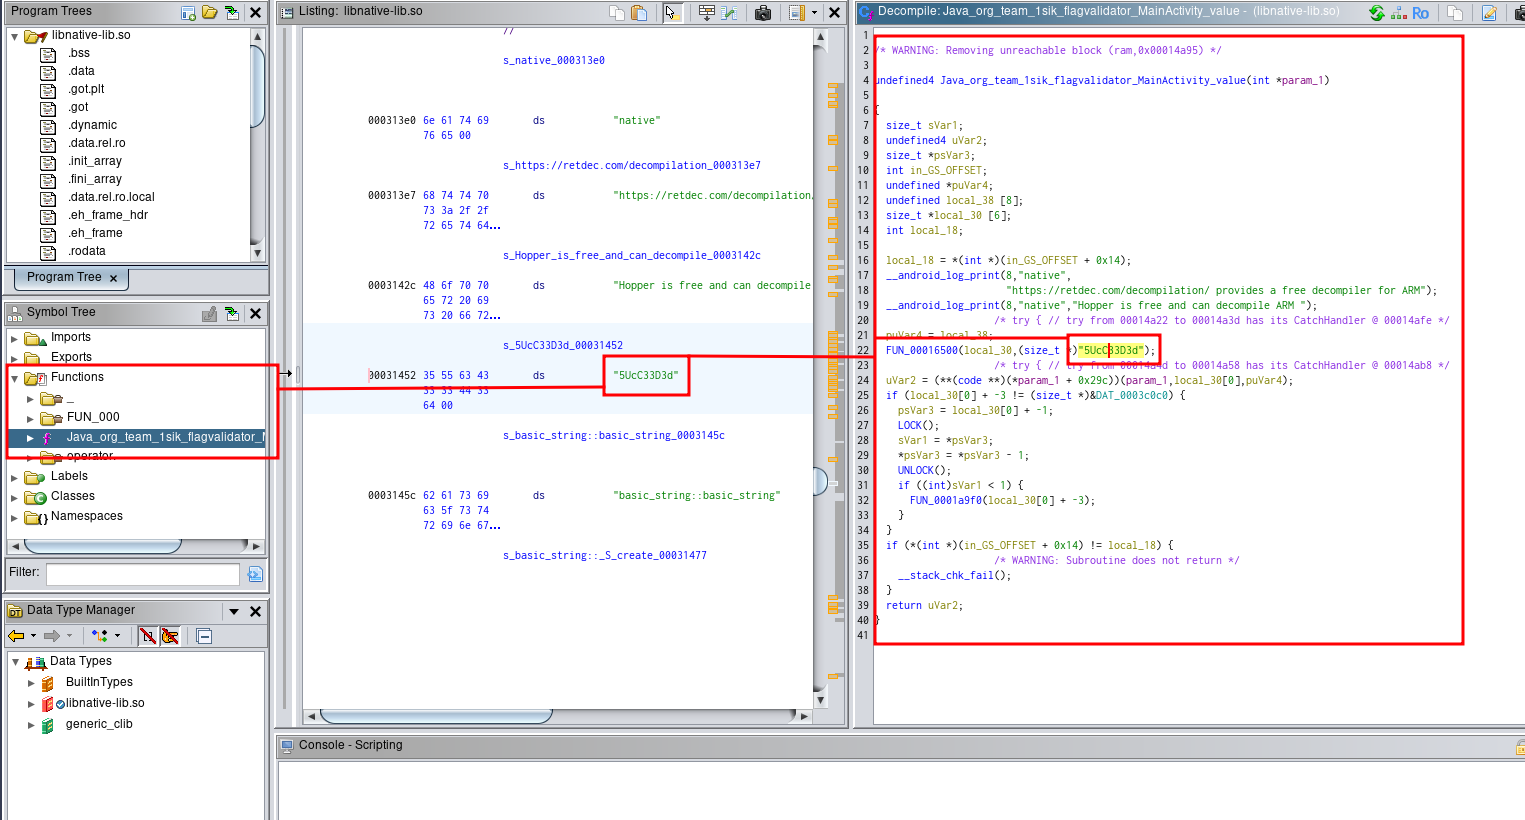 Program Trees
libnative-lib.so
.bss
.data
.got.plt
.got
.dynamic
.data.rel.ro
.init_array
.fini_array
.data.rel.ro.local
.eh_frame_hdr
.eh_frame
.rodata
Program Tree
Symbol Tree
Imports
Exports
Functions
_
FUN_000
Java_org_team_1sik_flagvalidator_M
operator.
Labels
Classes
Namespaces
Filter:
Data Type Manager
Data Types
BuiltInTypes
libnative-lib.so
generic_clib
Listing: libnative-lib.so
//
s_native_000313e0
000313e0 6e 61 74 69 ds "native"
76 65 00
s_https://retdec.com/decompilation_000313e7
000313e7 68 74 74 70 ds "https://retdec.com/decompilation
73 3a 2f 2f
72 65 74 64...
s_Hopper_is_free_and_can_decompile_0003142c
0003142c 48 6f 70 70 ds "Hopper is free and can decompile
65 72 20 69
73 20 66 72...
s_5UcC33D3d_00031452
00031452 35 55 63 43 ds "5UcC33D3d"
33 33 44 33
64 00
s_basic_string::basic_string_0003145c
0003145c 62 61 73 69 ds "basic_string::basic_string"
63 5f 73 74
72 69 6e 67...
s_basic_string::_S_create_00031477
Decompile: Java_org_team_1sik_flagvalidator_MainActivity_value - (libnative-lib.so)
Ro
1
2 /* WARNING: Removing unreachable block (ram,0x00014a95) */
3
4 undefined4 Java_org_team_1sik_flagvalidator_MainActivity_value(int *param_1)
5
6 {
7 size_t sVar1;
8 undefined4 uVar2;
9 size_t *psVar3;
10 int in_GS_OFFSET;
11 undefined *puVar4;
12 undefined local_38 [8];
13 size_t *local_30 [6];
14 int local_18;
15
16 local_18 = *(int *)(in_GS_OFFSET + 0x14);
17 __android_log_print(8,"native",
18 "https://retdec.com/decompilation/ provides a free decompiler for ARM");
19 __android_log_print(8,"native","Hopper is free and can decompile ARM ");
20 /* try { // try from 00014a22 to 00014a3d has its CatchHandler @ 00014afe */
21 puVar4 = local_38;
22 FUN_00016500(local_30,(size_t *)"5UcC33D3d");
23 /* try { // try from 00014a4d to 00014a58 has its CatchHandler @ 00014ab8 */
24 uVar2 = (**(code **)(*param_1 + 0x29c))(param_1,local_30[0],puVar4);
25 if (local_30[0] + -3 != (size_t *)&DAT_0003c0c0) {
26 psVar3 = local_30[0] + -1;
27 LOCK();
28 sVar1 = *psVar3;
29 *psVar3 = *psVar3 - 1;
30 UNLOCK();
31 if ((int)sVar1 < 1) {
32 FUN_0001a9f0(local_30[0] + -3);
33 }
34 }
35 if (*(int *)(in_GS_OFFSET + 0x14) != local_18) {
36 /* WARNING: Subroutine does not return */
37 __stack_chk_fail();
38 }
39 return uVar2;
40 }
41
Console - Scripting